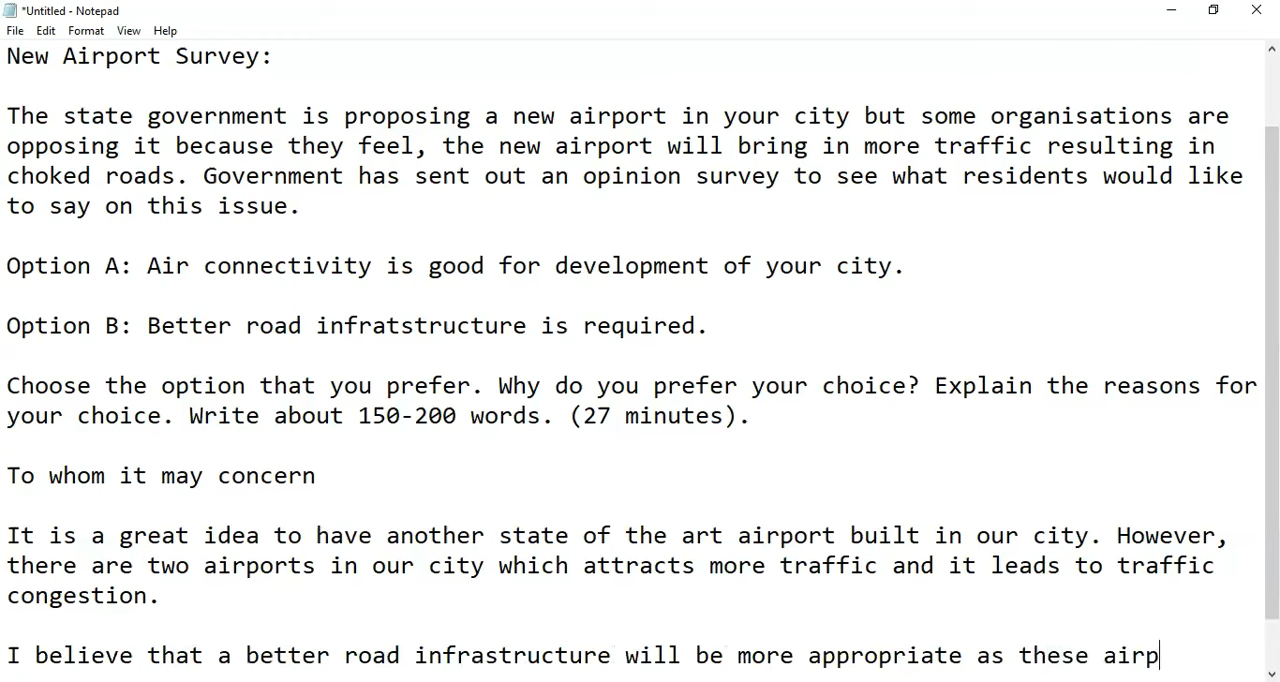 *Untitled - Notepad
File Edit Format View Help
New Airport Survey:
The state government is proposing a new airport in your city but some organisations are
opposing it because they feel, the new airport will bring in more traffic resulting in
choked roads. Government has sent out an opinion survey to see what residents would like
to say on this issue.
Option A: Air connectivity is good for development of your city.
Option B: Better road infratstructure is required.
Choose the option that you prefer. Why do you prefer your choice? Explain the reasons for
your choice. Write about 150-200 words. (27 minutes).
To whom it may concern
It is a great idea to have another state of the art airport built in our city. However,
there are two airports in our city which attracts more traffic and it leads to traffic
congestion.
I believe that a better road infrastructure will be more appropriate as these airp